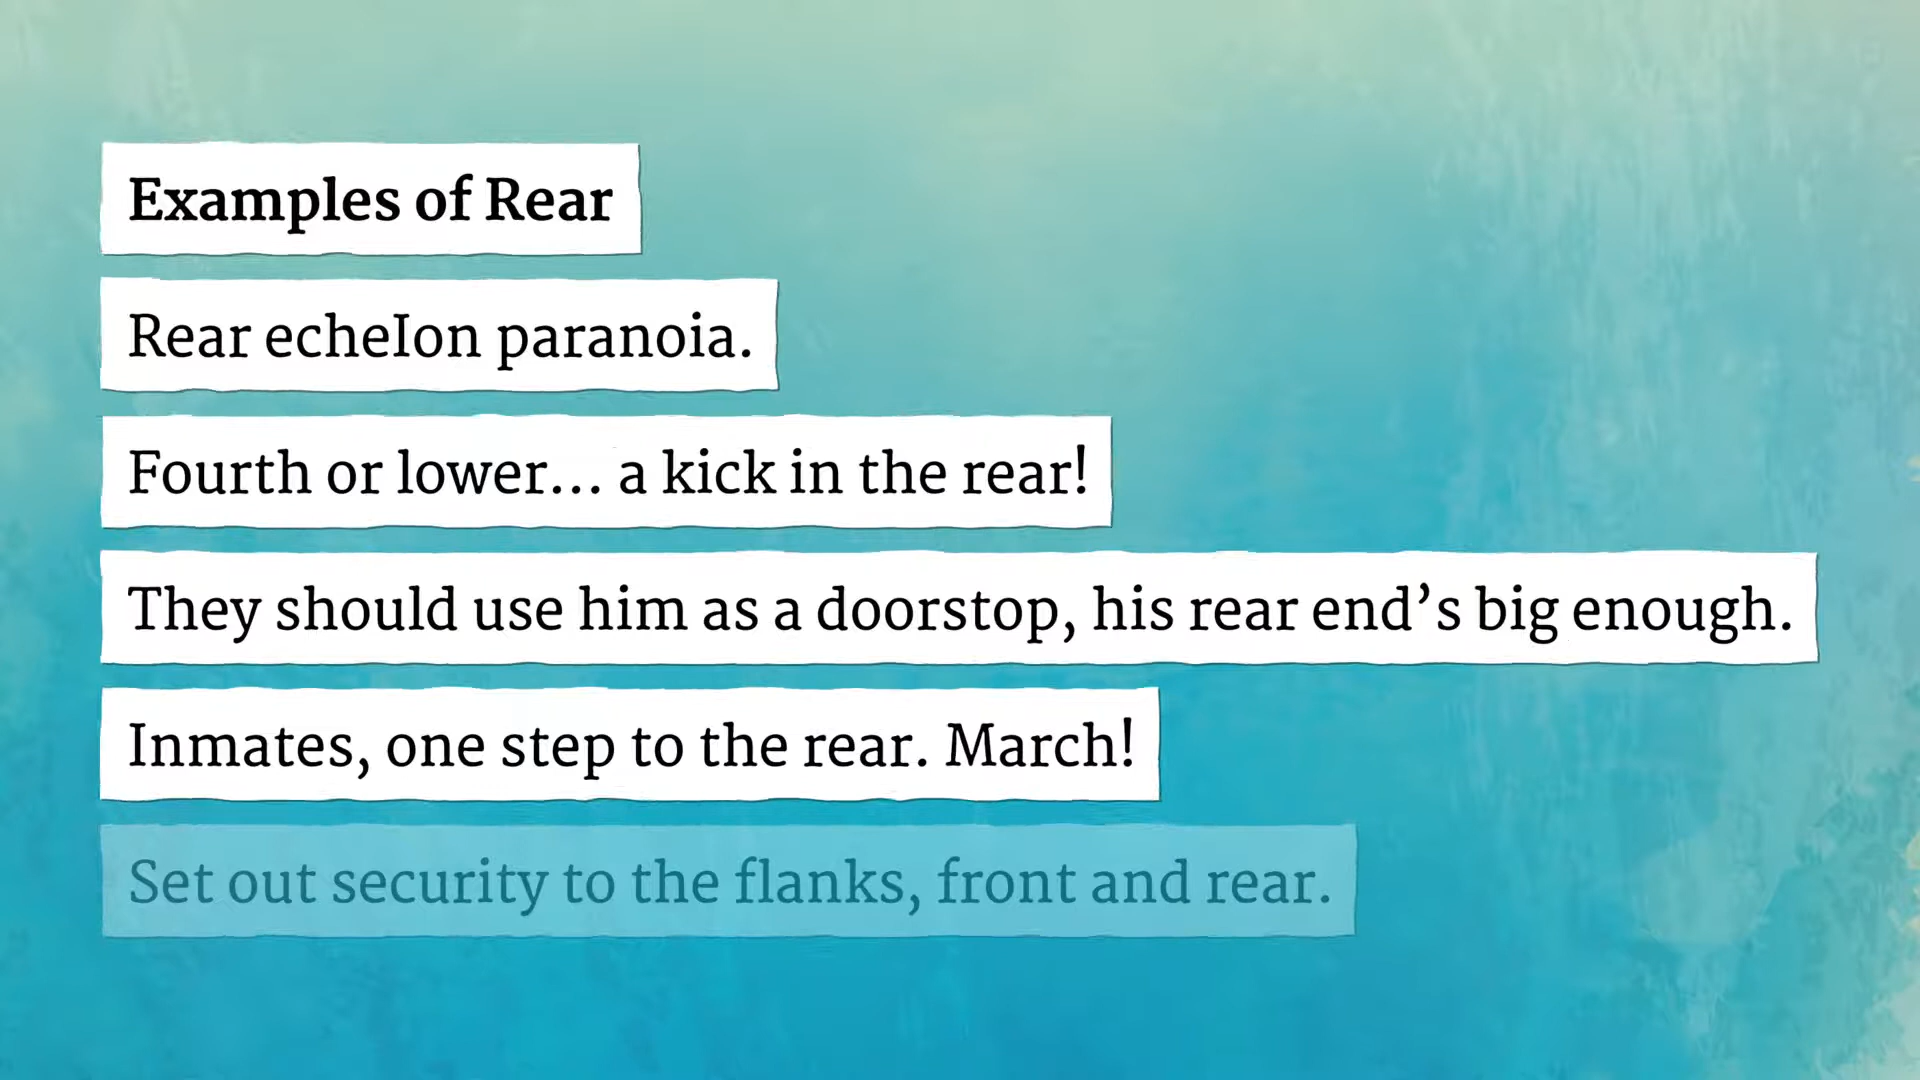 Examples of Rear
Rear echeIon paranoia.
Fourth or lower... a kick in the rear!
They should use him as a doorstop, his rear end’s big enough.
Inmates, one step to the rear. March!
Set out security to the flanks, front and rear.